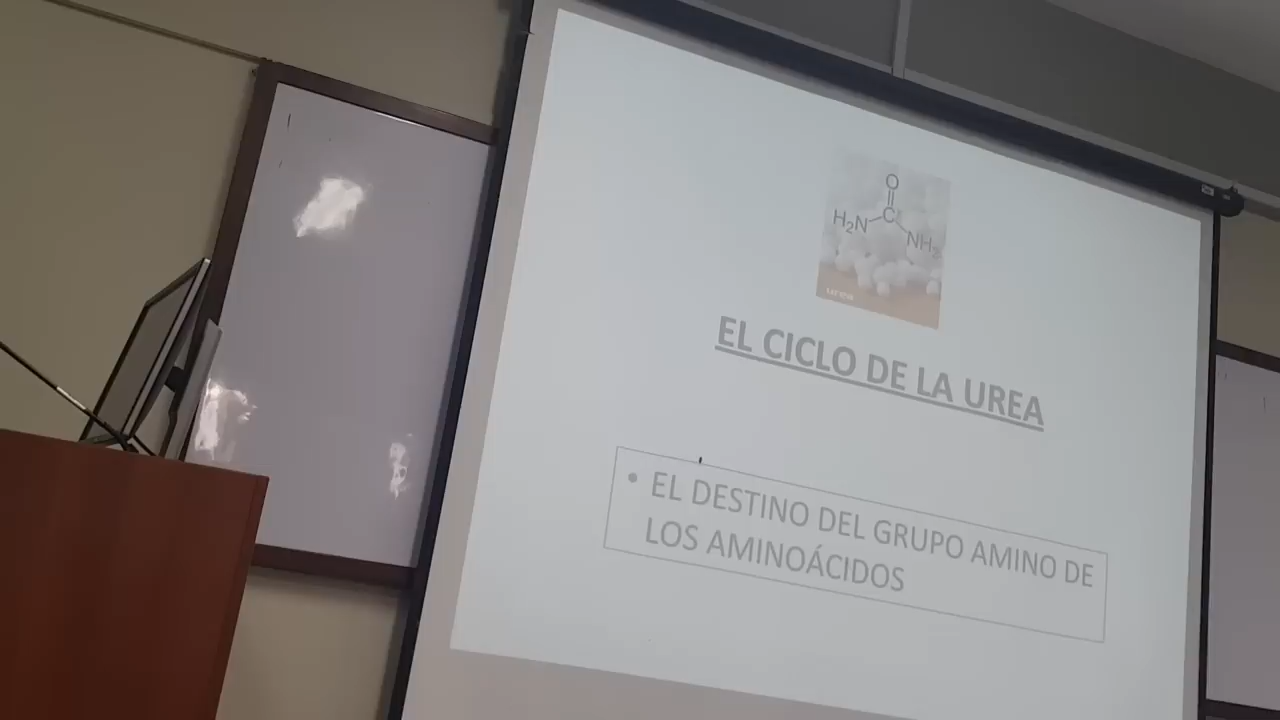 O
H₂N C NH₂
EL CICLO DE LA UREA
• EL DESTINO DEL GRUPO AMINO DE
LOS AMINOÁCIDOS